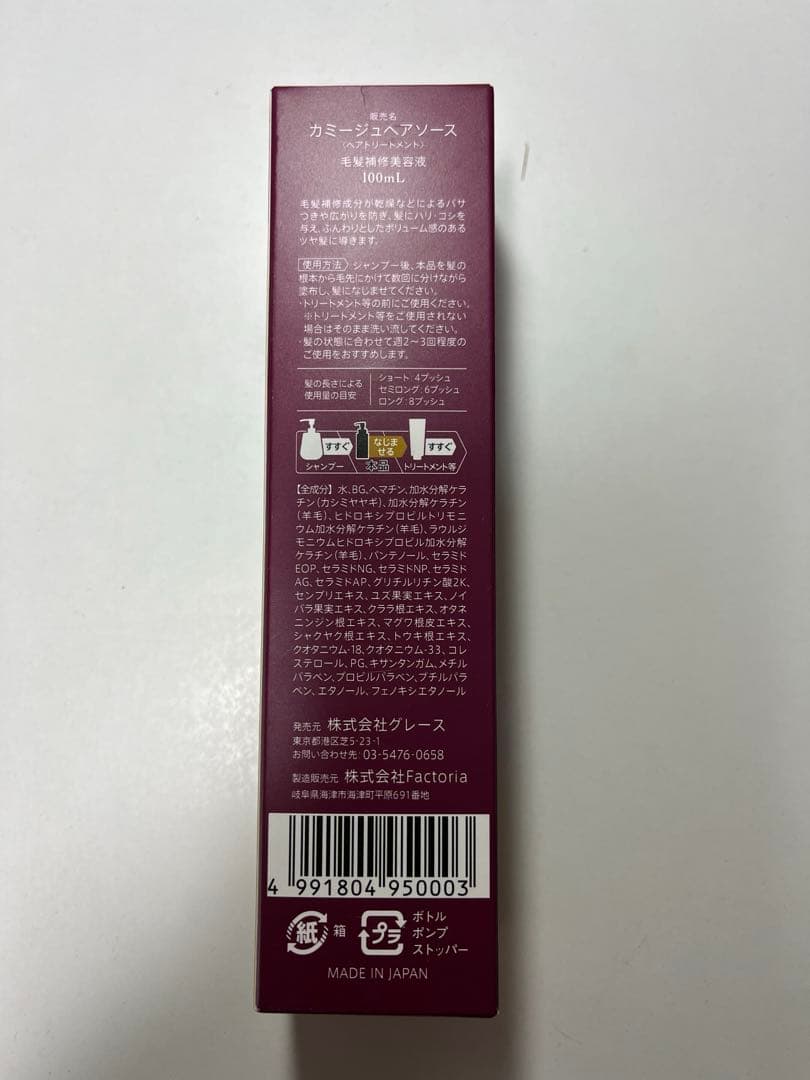 販売名
カミージュヘアソース
〈ヘアトリートメント〉
毛髪補修美容液
100mL
毛髪補修成分が乾燥などによるパサ
つきや広がりを防ぎ、髪にハリ・コシを
与え、ふんわりとしたボリューム感のある
ツヤ髪に導きます。
使用方法 シャンプー後、本品を髪の
根本から毛先にかけて数回に分けながら
塗布し、髪になじませてください。
・トリートメント等の前にご使用ください。
※トリートメント等をご使用されない
場合はそのまま洗い流してください。
・髪の状態に合わせて週2〜3回程度の
ご使用をおすすめします。
髪の長さによる
使用量の目安
ショート:4プッシュ
セミロング:6プッシュ
ロング:8プッシュ
すすぐ
なじま
せる
すすぐ
シャンプー
本品
トリートメント等
【全成分】水、BG、ヘマチン、加水分解ケラ
チン(カシミヤヤギ)、加水分解ケラチン
(羊毛)、ヒドロキシプロピルトリモニ
ウム加水分解ケラチン(羊毛)、ラウルジ
モニウムヒドロキシプロピル加水分解
ケラチン(羊毛)、パンテノール、セラミド
EOP、セラミドNG、セラミドNP、セラミド
AG、セラミドAP、グリチルリチン酸2K、
センブリエキス、ユズ果実エキス、ノイ
バラ果実エキス、クララ根エキス、オタネ
ニンジン根エキス、マグワ根皮エキス、
シャクヤク根エキス、トウキ根エキス、
クオタニウム-18、クオタニウム-33、コレ
ステロール、PG、キサンタンガム、メチル
パラベン、プロピルパラベン、ブチルパラ
ベン、エタノール、フェノキシエタノール
発売元 株式会社グレース
東京都港区芝5-23-1
お問い合わせ先:03-5476-0658
製造販売元 株式会社Factoria
岐阜県海津市海津町平原691番地
4 991804 950003
紙 箱
プラ
ボトル
ポンプ
ストッパー
MADE IN JAPAN